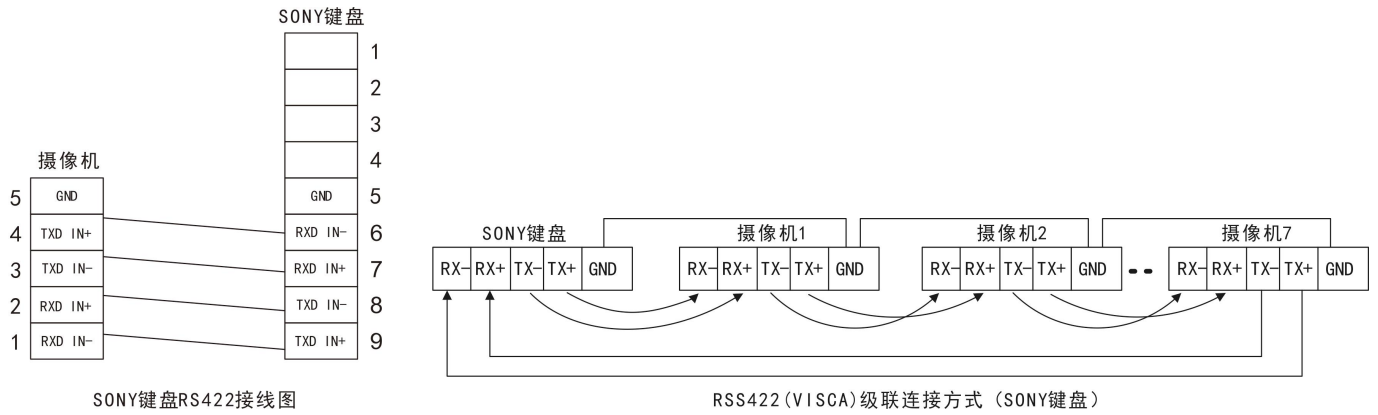 SONY键盘
1
2
3
4
摄像机
5 GND GND 5
4 TXD IN+ RXD IN- 6
3 TXD IN- RXD IN+ 7
2 RXD IN+ TXD IN- 8
1 RXD IN- TXD IN+ 9
SONY键盘RS422接线图
SONY键盘 摄像机1 摄像机2 摄像机7
RX- RX+ TX- TX+ GND RX- RX+ TX- TX+ GND RX- RX+ TX- TX+ GND RX- RX+ TX- TX+ GND
RSS422(VISCA)级联连接方式（SONY键盘）